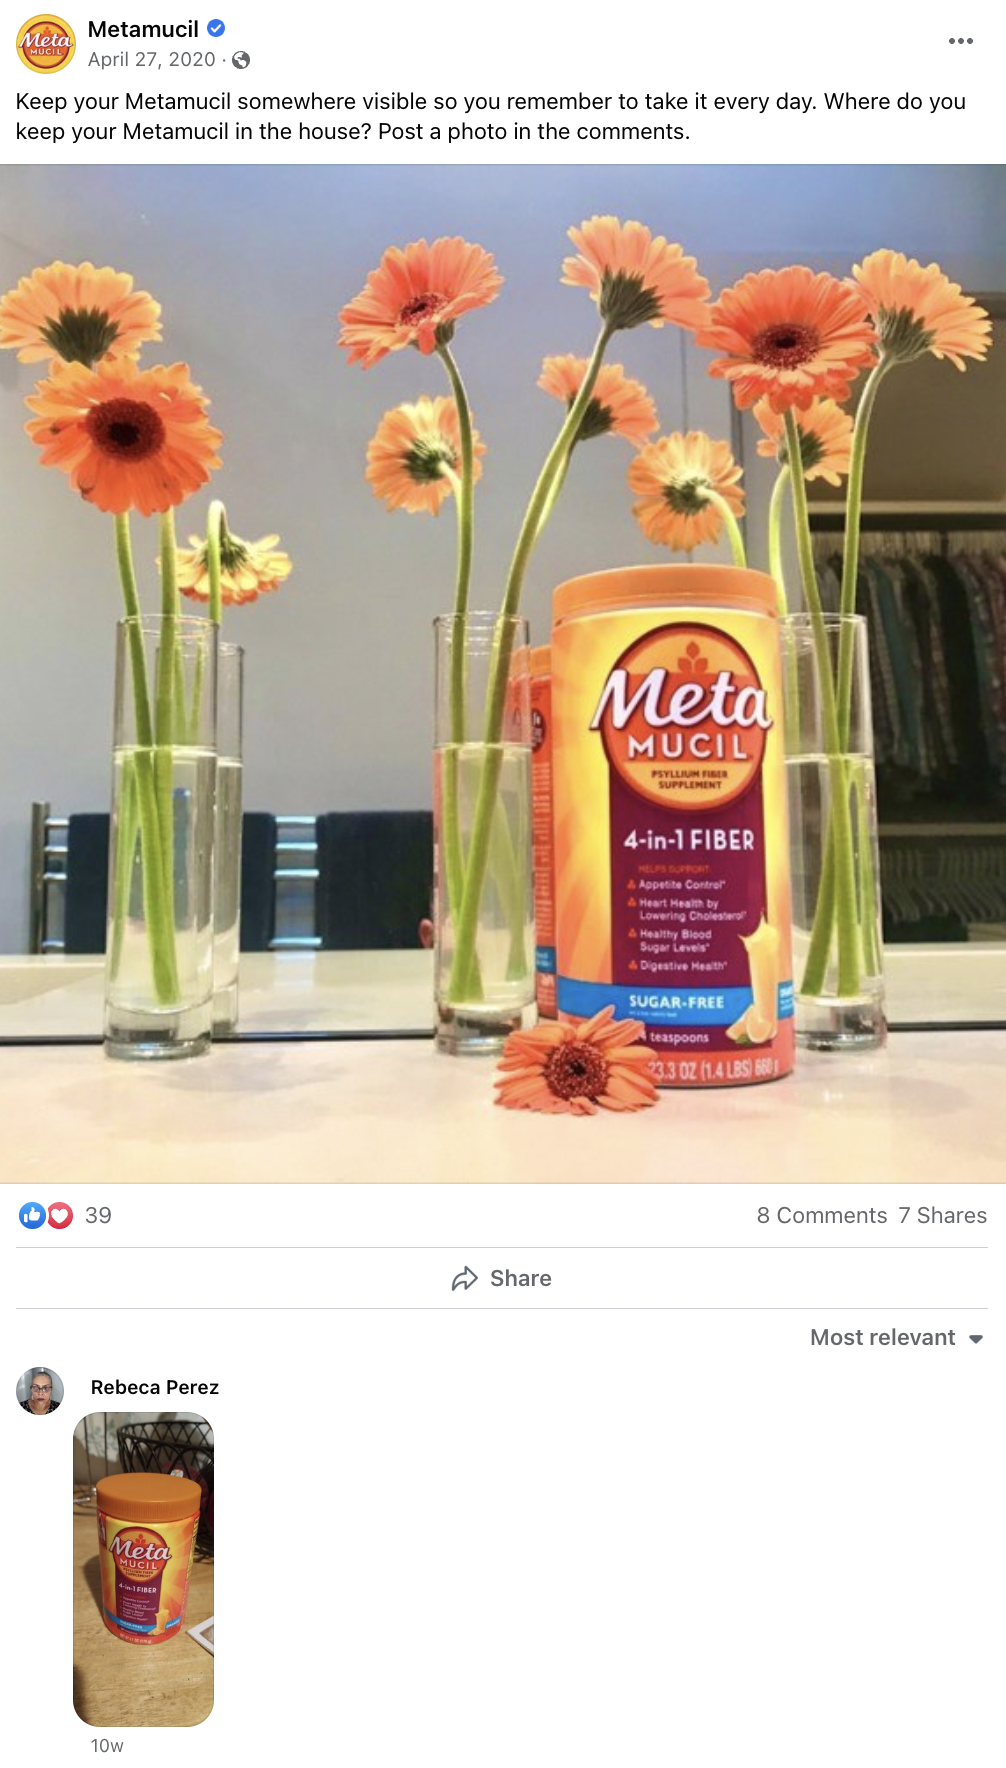 Meta
MUCIL
Metamucil
April 27, 2020 ·
Keep your Metamucil somewhere visible so you remember to take it every day. Where do you
keep your Metamucil in the house? Post a photo in the comments.
Meta
MUCIL
PSYLLIUM FIBER
SUPPLEMENT
4-in-1 FIBER
HELPS SUPPORT:
Appetite Control*
Heart Health by
Lowering Cholesterol*
Healthy Blood
Sugar Levels*
Digestive Health*
SUGAR-FREE
teaspoons
23.3 OZ (1.4 LBS) 660 g
39
8 Comments 7 Shares
Share
Most relevant
Rebeca Perez
Meta
MUCIL
4-in-1 FIBER
10w